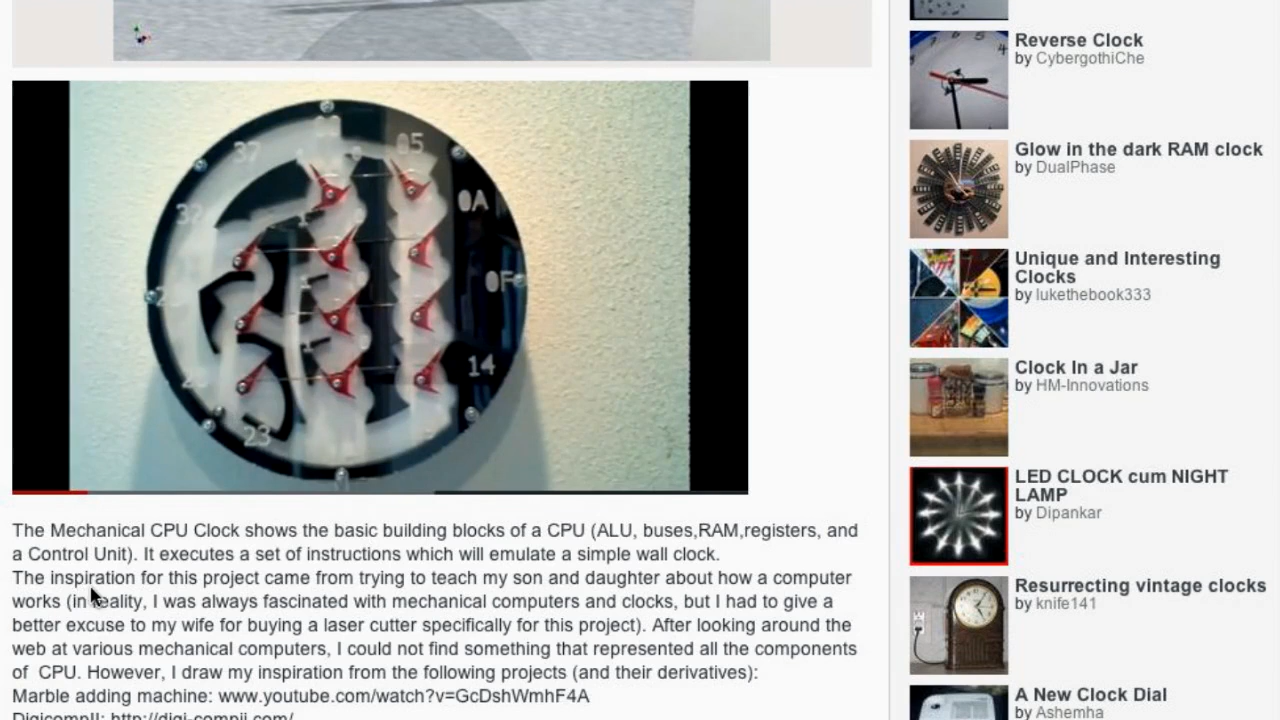 37
00
05
32
0A
0F
14
23
The Mechanical CPU Clock shows the basic building blocks of a CPU (ALU, buses,RAM,registers, and
a Control Unit). It executes a set of instructions which will emulate a simple wall clock.
The inspiration for this project came from trying to teach my son and daughter about how a computer
works (in reality, I was always fascinated with mechanical computers and clocks, but I had to give a
better excuse to my wife for buying a laser cutter specifically for this project). After looking around the
web at various mechanical computers, I could not find something that represented all the components
of CPU. However, I draw my inspiration from the following projects (and their derivatives):
Marble adding machine: www.youtube.com/watch?v=GcDshWmhF4A
DigicompII: http://digi-compii.com/
Reverse Clock
by CybergothiChe
Glow in the dark RAM clock
by DualPhase
Unique and Interesting
Clocks
by lukethebook333
Clock In a Jar
by HM-Innovations
LED CLOCK cum NIGHT
LAMP
by Dipankar
Resurrecting vintage clocks
by knife141
A New Clock Dial
by Ashemha